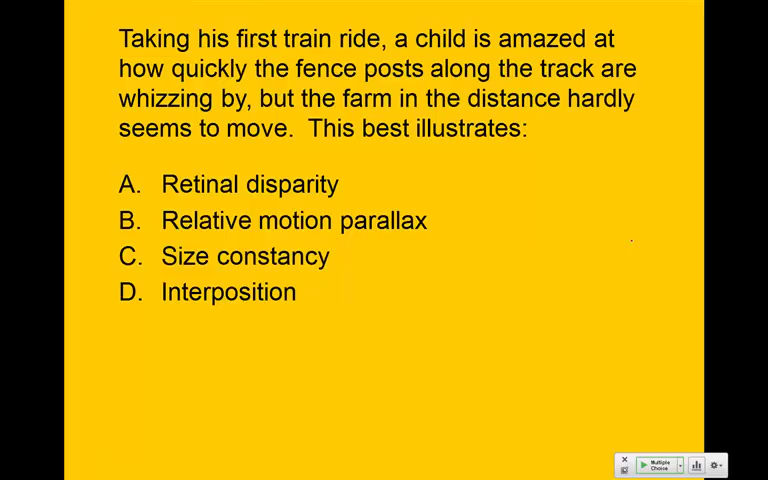 Taking his first train ride, a child is amazed at
how quickly the fence posts along the track are
whizzing by, but the farm in the distance hardly
seems to move.  This best illustrates:
A. Retinal disparity
B. Relative motion parallax
C. Size constancy
D. Interposition
Multiple
Choice